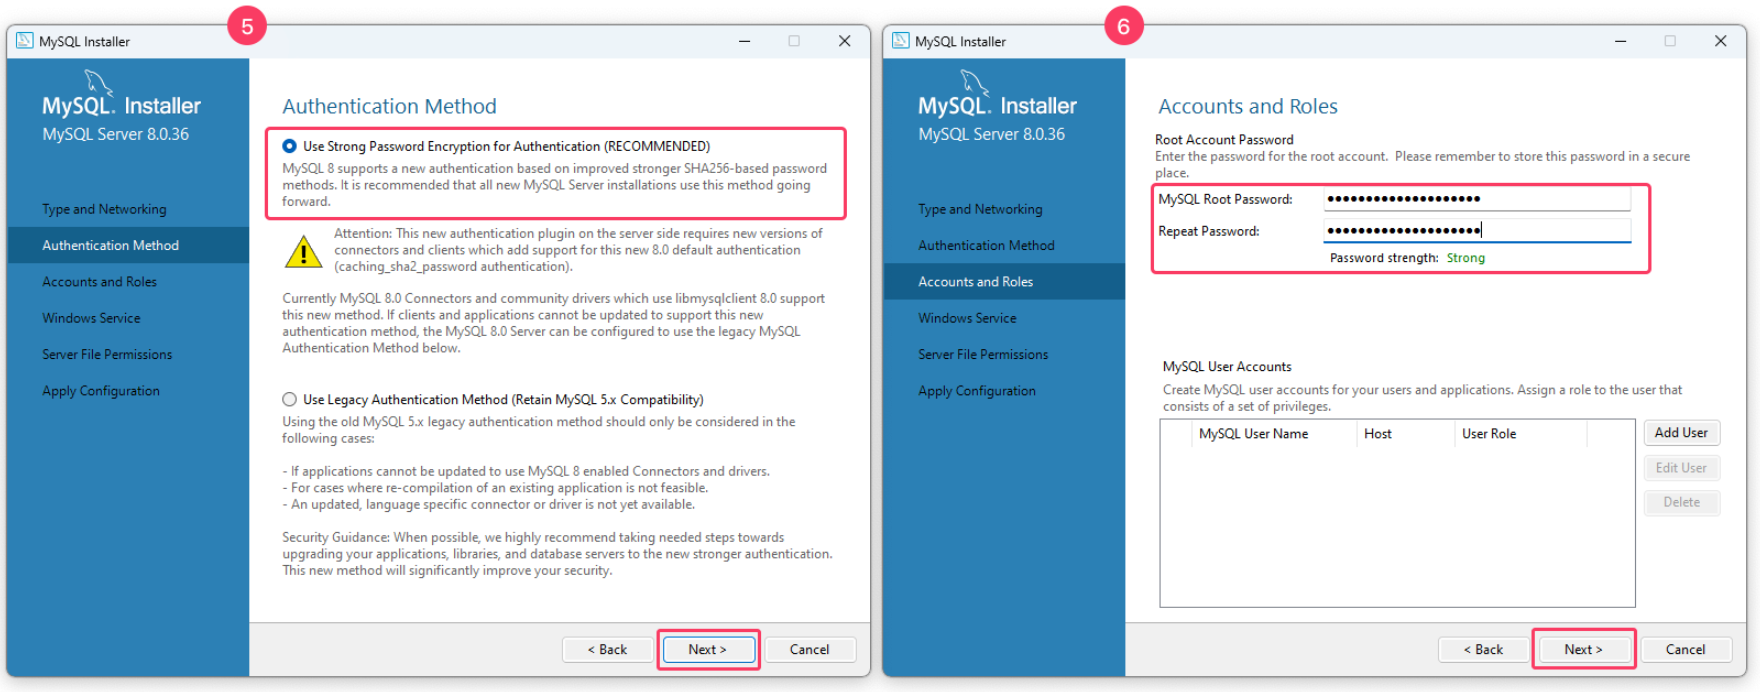 5
MySQL Installer
MySQL. Installer
MySQL Server 8.0.36
Type and Networking
Authentication Method
Accounts and Roles
Windows Service
Server File Permissions
Apply Configuration
Authentication Method
Use Strong Password Encryption for Authentication (RECOMMENDED)
MySQL 8 supports a new authentication based on improved stronger SHA256-based password
methods. It is recommended that all new MySQL Server installations use this method going
forward.
Attention: This new authentication plugin on the server side requires new versions of
connectors and clients which add support for this new 8.0 default authentication
(caching_sha2_password authentication).
Currently MySQL 8.0 Connectors and community drivers which use libmysqlclient 8.0 support
this new method. If clients and applications cannot be updated to support this new
authentication method, the MySQL 8.0 Server can be configured to use the legacy MySQL
Authentication Method below.
Use Legacy Authentication Method (Retain MySQL 5.x Compatibility)
Using the old MySQL 5.x legacy authentication method should only be considered in the
following cases:
- If applications cannot be updated to use MySQL 8 enabled Connectors and drivers.
- For cases where re-compilation of an existing application is not feasible.
- An updated, language specific connector or driver is not yet available.
Security Guidance: When possible, we highly recommend taking needed steps towards
upgrading your applications, libraries, and database servers to the new stronger authentication.
This new method will significantly improve your security.
< Back
Next >
Cancel
6
MySQL Installer
MySQL. Installer
MySQL Server 8.0.36
Type and Networking
Authentication Method
Accounts and Roles
Windows Service
Server File Permissions
Apply Configuration
Accounts and Roles
Root Account Password
Enter the password for the root account. Please remember to store this password in a secure
place.
MySQL Root Password: ●●●●●●●●●●●●●●●●●●●●
Repeat Password: ●●●●●●●●●●●●●●●●●●●●
Password strength: Strong
MySQL User Accounts
Create MySQL user accounts for your users and applications. Assign a role to the user that
consists of a set of privileges.
MySQL User Name Host User Role
Add User
Edit User
Delete
< Back
Next >
Cancel